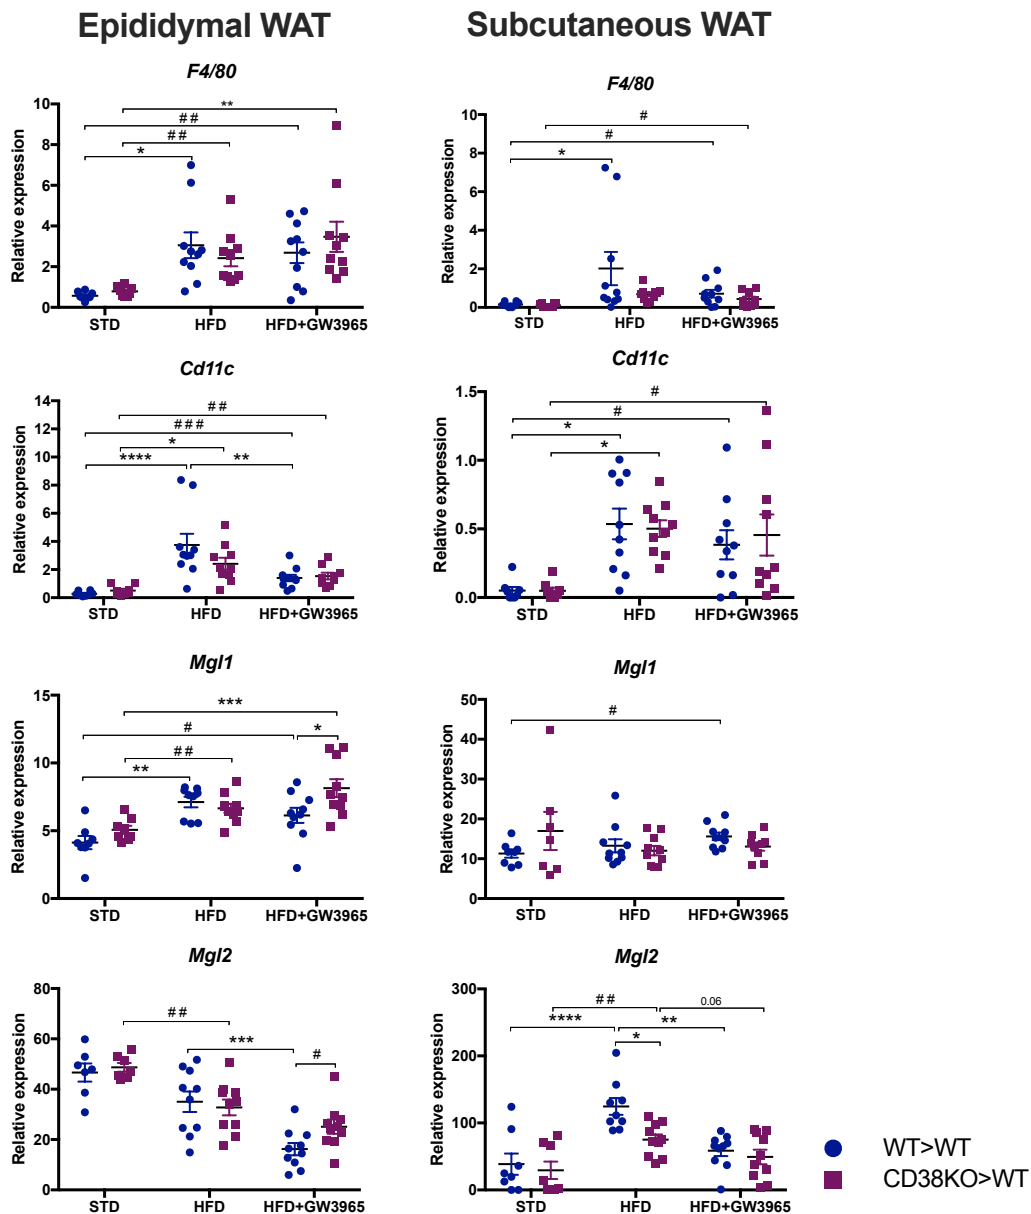 Epididymal WAT
Subcutaneous WAT
F4/80
Relative expression
10
8
6
4
2
0
**
##
##
*
STD
HFD
HFD+GW3965
F4/80
Relative expression
10
8
6
4
2
0
#
#
*
STD
HFD
HFD+GW3965
Cd11c
Relative expression
14
12
10
8
6
4
2
0
##
###
*
****
**
STD
HFD
HFD+GW3965
Cd11c
Relative expression
1.5
1.0
0.5
0.0
#
#
*
*
STD
HFD
HFD+GW3965
Mgl1
Relative expression
15
10
5
0
***
#
*
##
**
STD
HFD
HFD+GW3965
Mgl1
Relative expression
50
40
30
20
10
0
#
STD
HFD
HFD+GW3965
Mgl2
Relative expression
80
60
40
20
0
##
***
#
STD
HFD
HFD+GW3965
Mgl2
Relative expression
300
200
100
0
##
0.06
****
**
*
STD
HFD
HFD+GW3965
WT>WT
CD38KO>WT